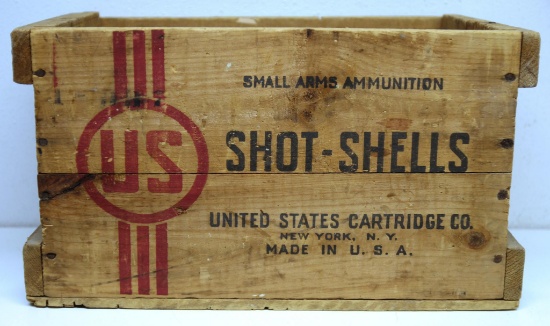 SMALL ARMS AMMUNITION
US
SHOT-SHELLS
UNITED STATES CARTRIDGE CO.
NEW YORK, N. Y.
MADE IN U. S. A.